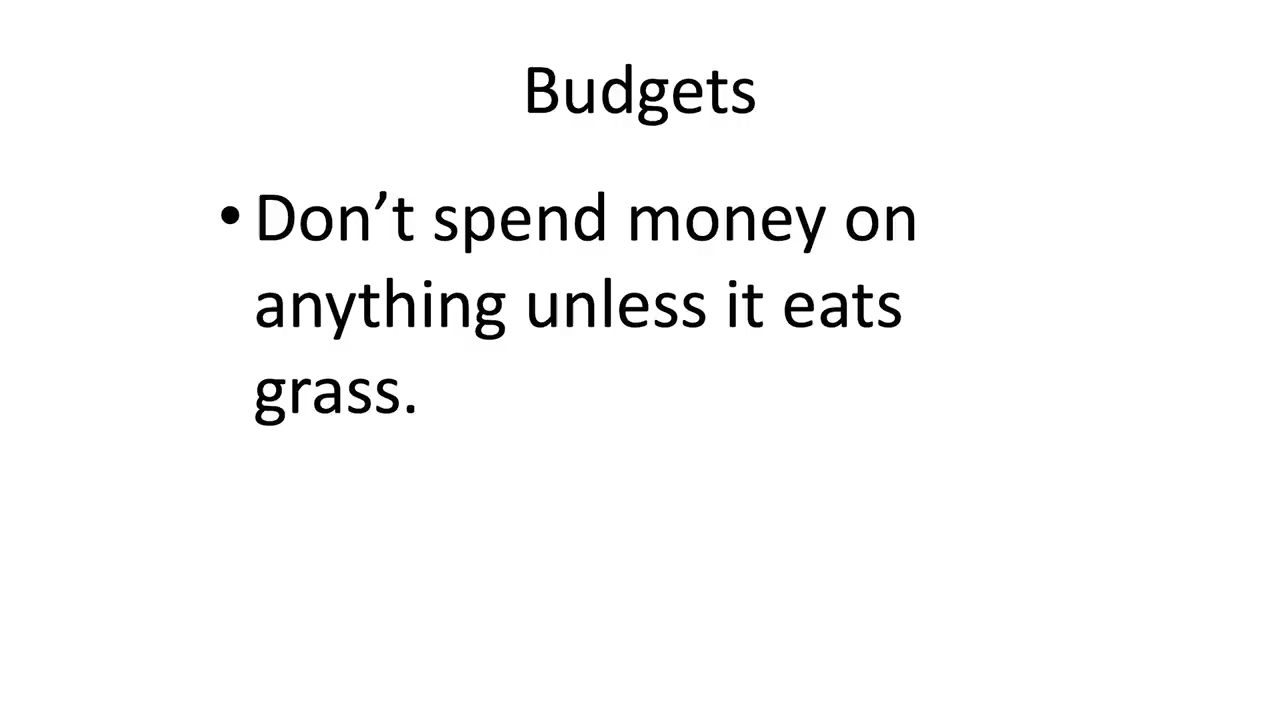 Budgets
• Don’t spend money on
anything unless it eats
grass.